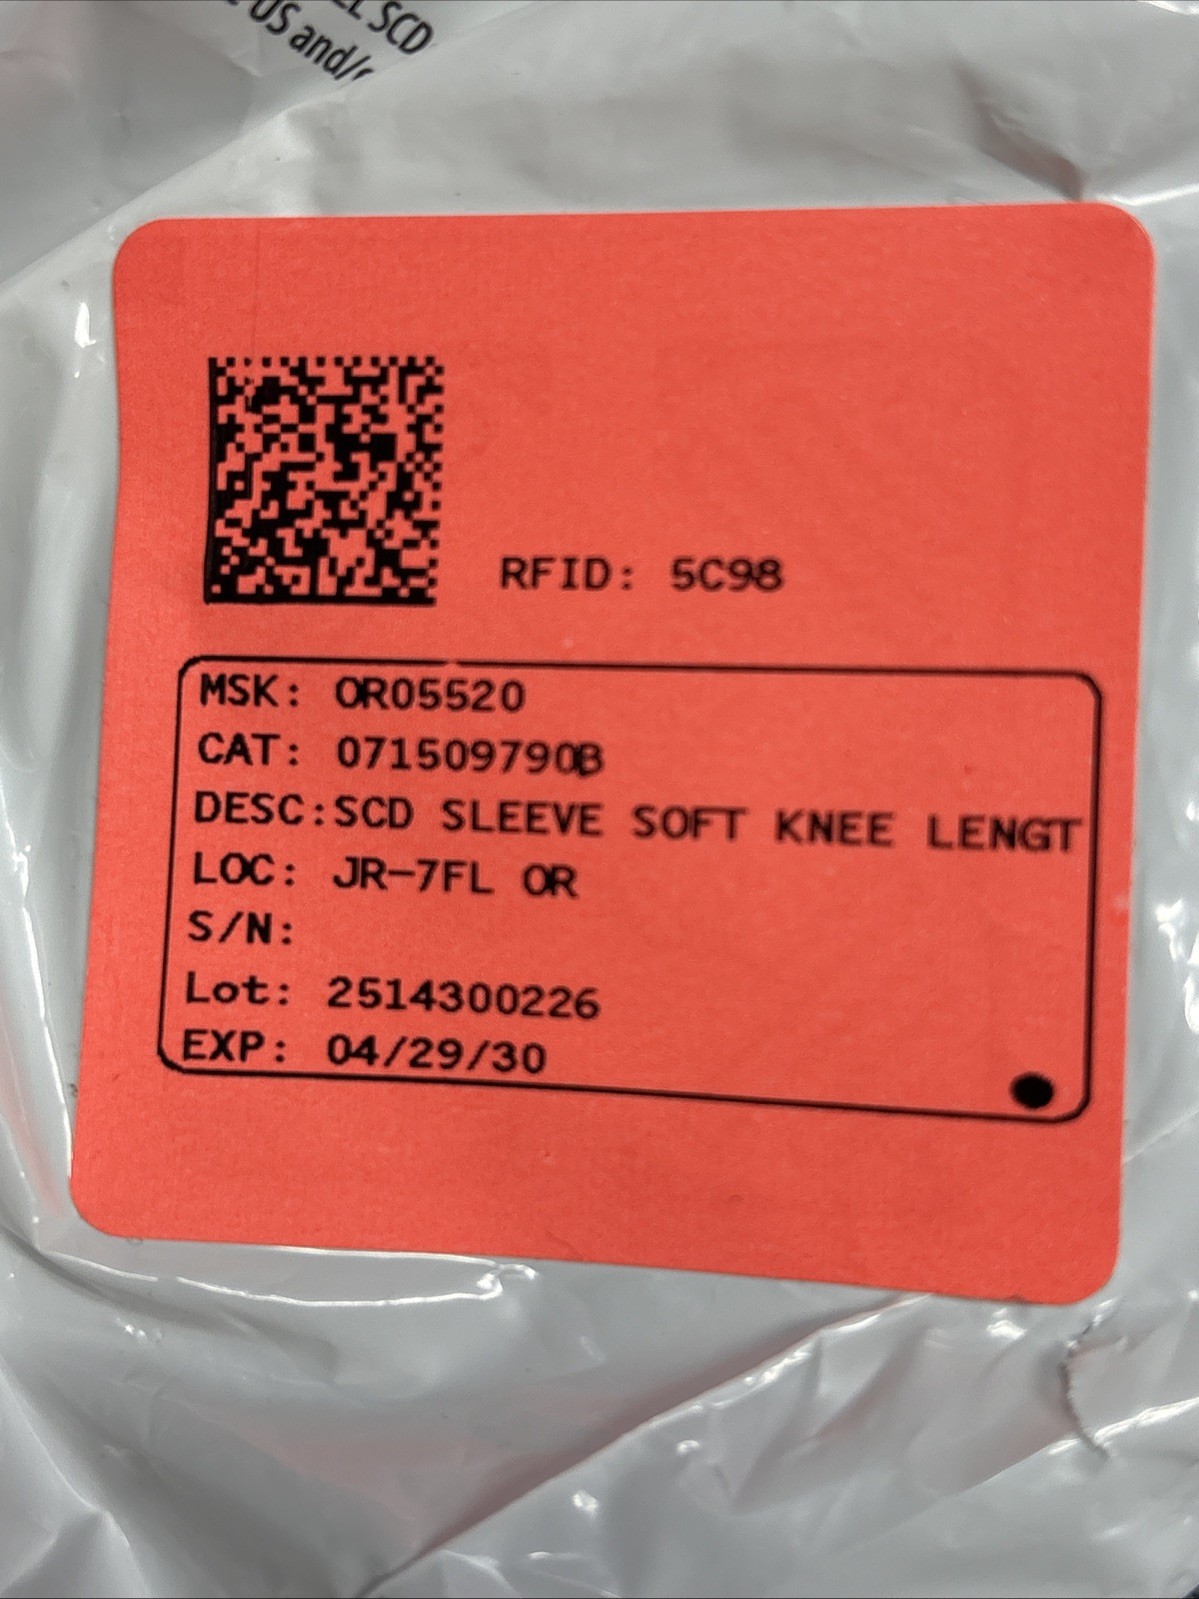 SCD
US and/
RFID: 5C98
MSK: OR05520
CAT: 071509790B
DESC:SCD SLEEVE SOFT KNEE LENGT
LOC: JR-7FL OR
S/N:
Lot: 2514300226
EXP: 04/29/30